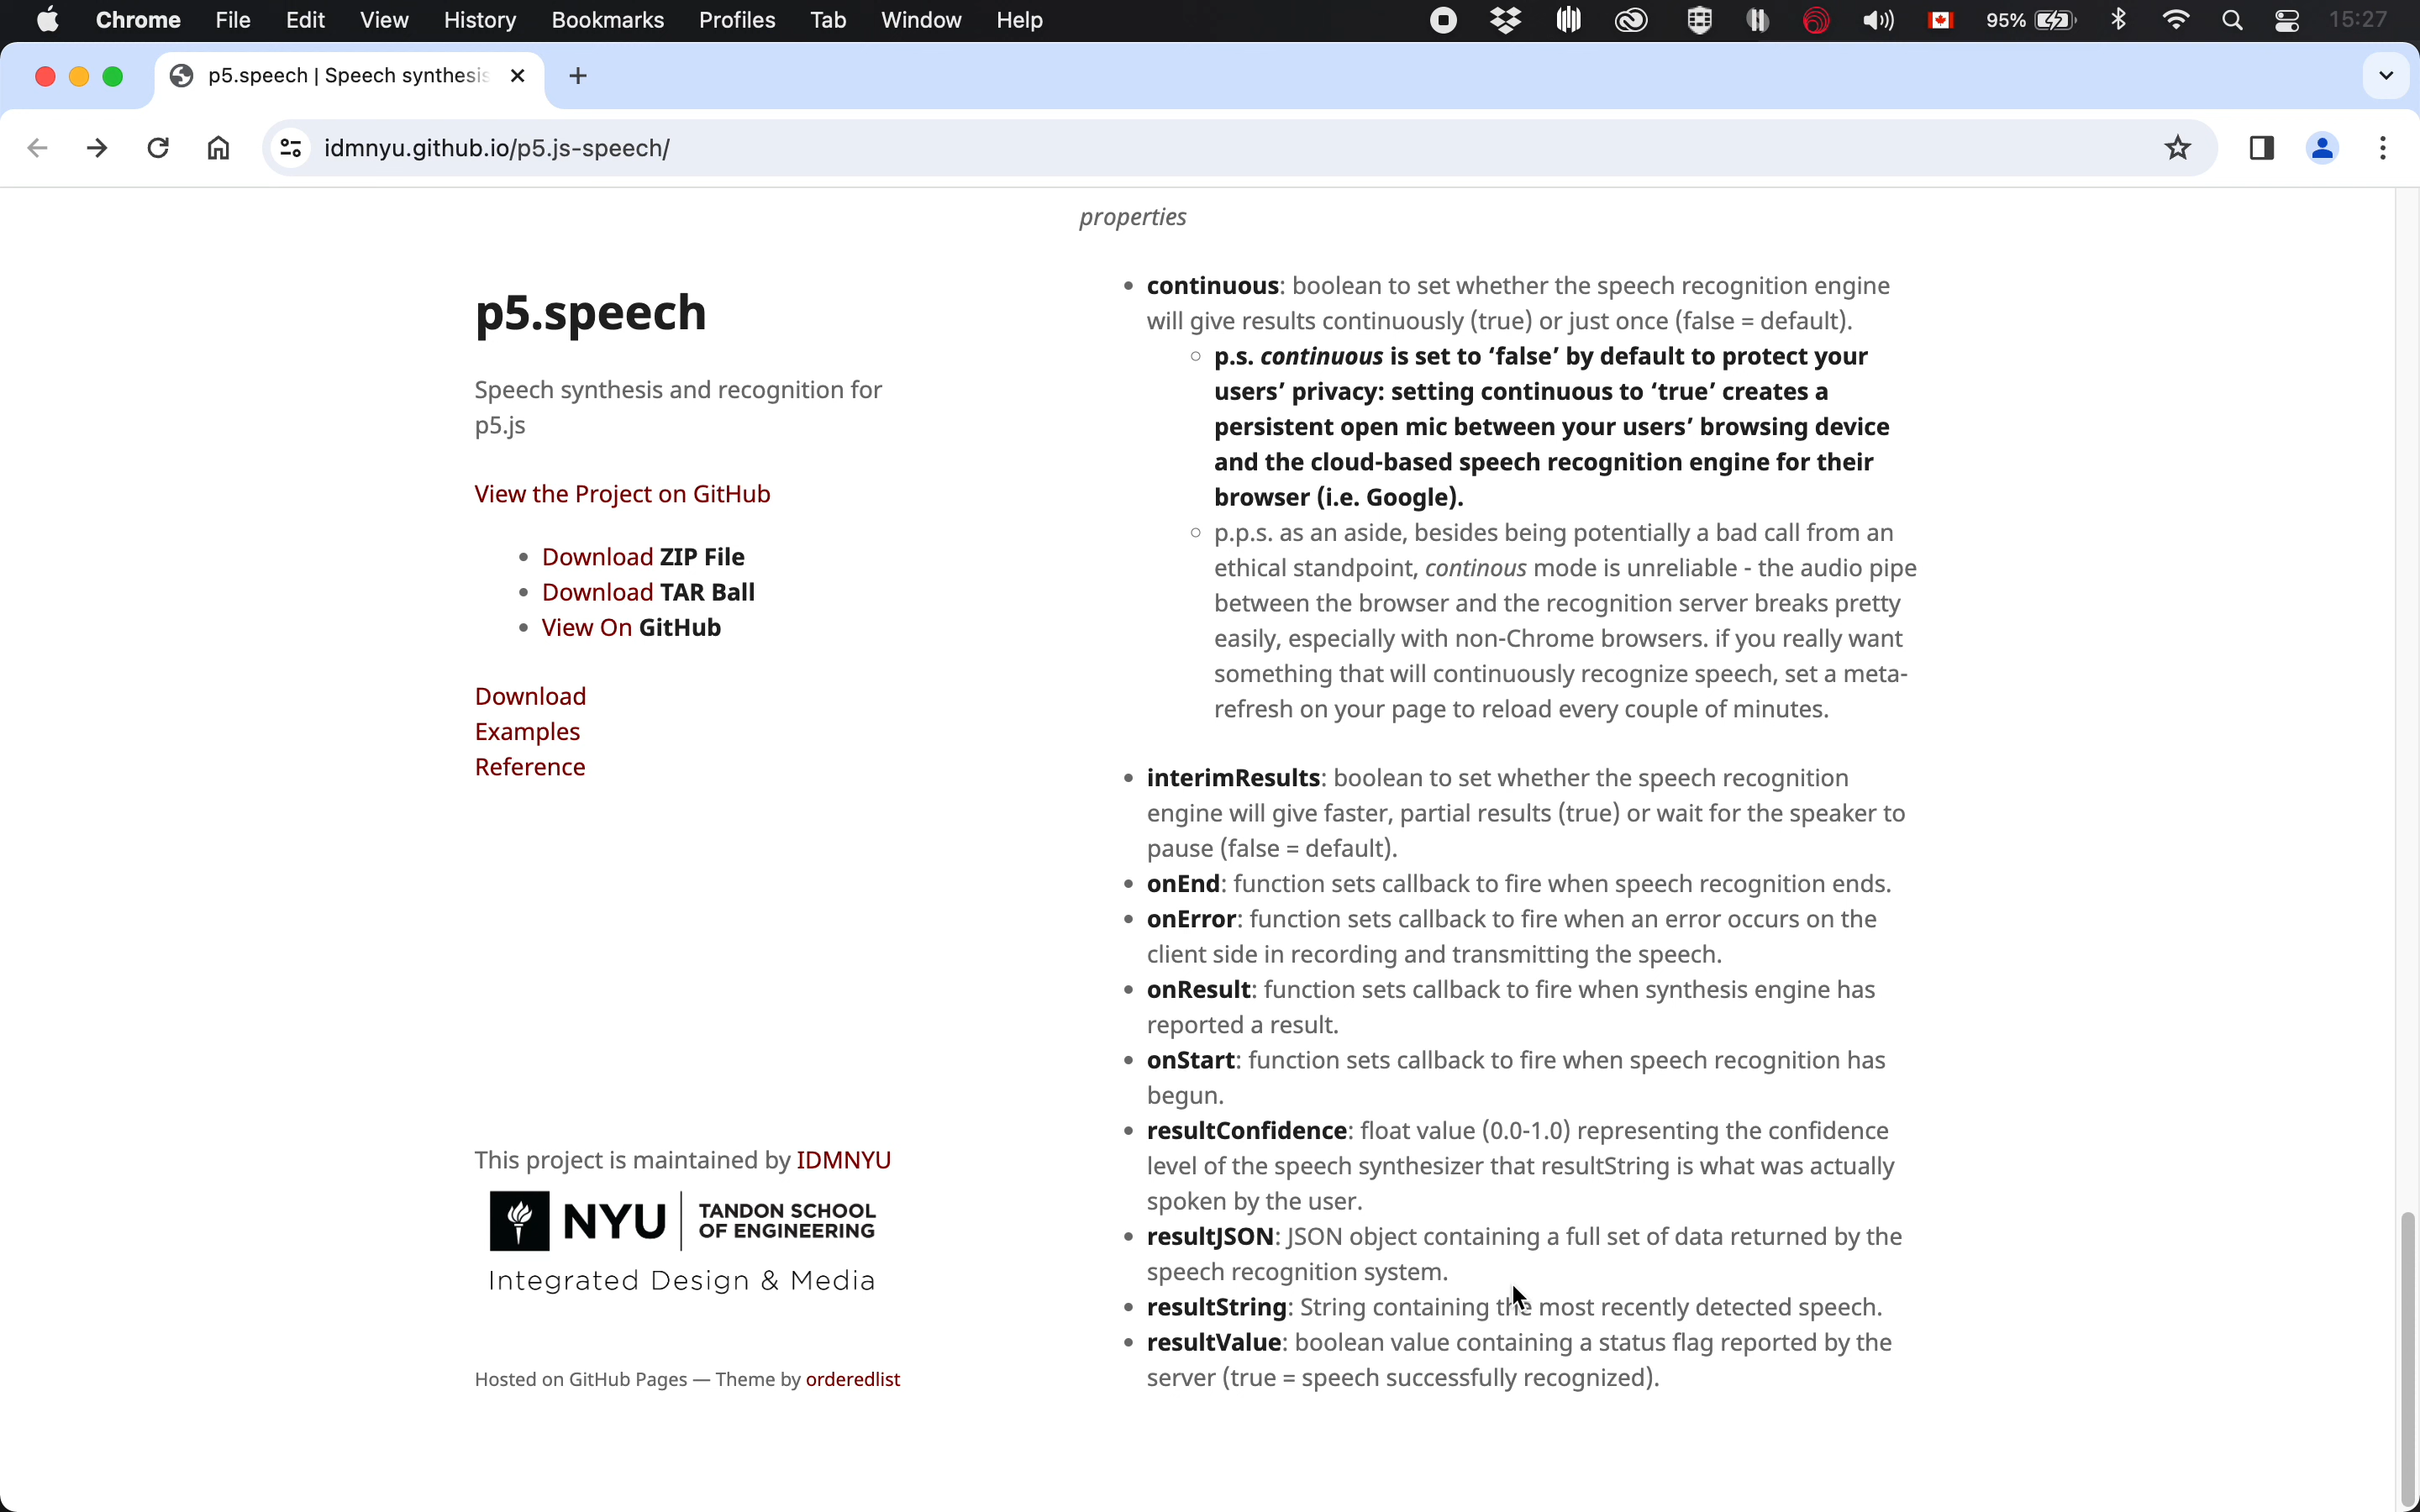 Chrome File Edit View History Bookmarks Profiles Tab Window Help 95% 15:27
p5.speech | Speech synthesis
idmnyu.github.io/p5.js-speech/
p5.speech
Speech synthesis and recognition for
p5.js
View the Project on GitHub
Download ZIP File
Download TAR Ball
View On GitHub
Download
Examples
Reference
This project is maintained by IDMNYU
NYU TANDON SCHOOL
OF ENGINEERING
Integrated Design & Media
Hosted on GitHub Pages — Theme by orderedlist
properties
• continuous: boolean to set whether the speech recognition engine
will give results continuously (true) or just once (false = default).
p.s. continuous is set to ‘false’ by default to protect your
users’ privacy: setting continuous to ‘true’ creates a
persistent open mic between your users’ browsing device
and the cloud-based speech recognition engine for their
browser (i.e. Google).
p.p.s. as an aside, besides being potentially a bad call from an
ethical standpoint, continous mode is unreliable - the audio pipe
between the browser and the recognition server breaks pretty
easily, especially with non-Chrome browsers. if you really want
something that will continuously recognize speech, set a meta-
refresh on your page to reload every couple of minutes.
• interimResults: boolean to set whether the speech recognition
engine will give faster, partial results (true) or wait for the speaker to
pause (false = default).
• onEnd: function sets callback to fire when speech recognition ends.
• onError: function sets callback to fire when an error occurs on the
client side in recording and transmitting the speech.
• onResult: function sets callback to fire when synthesis engine has
reported a result.
• onStart: function sets callback to fire when speech recognition has
begun.
• resultConfidence: float value (0.0-1.0) representing the confidence
level of the speech synthesizer that resultString is what was actually
spoken by the user.
• resultJSON: JSON object containing a full set of data returned by the
speech recognition system.
• resultString: String containing the most recently detected speech.
• resultValue: boolean value containing a status flag reported by the
server (true = speech successfully recognized).